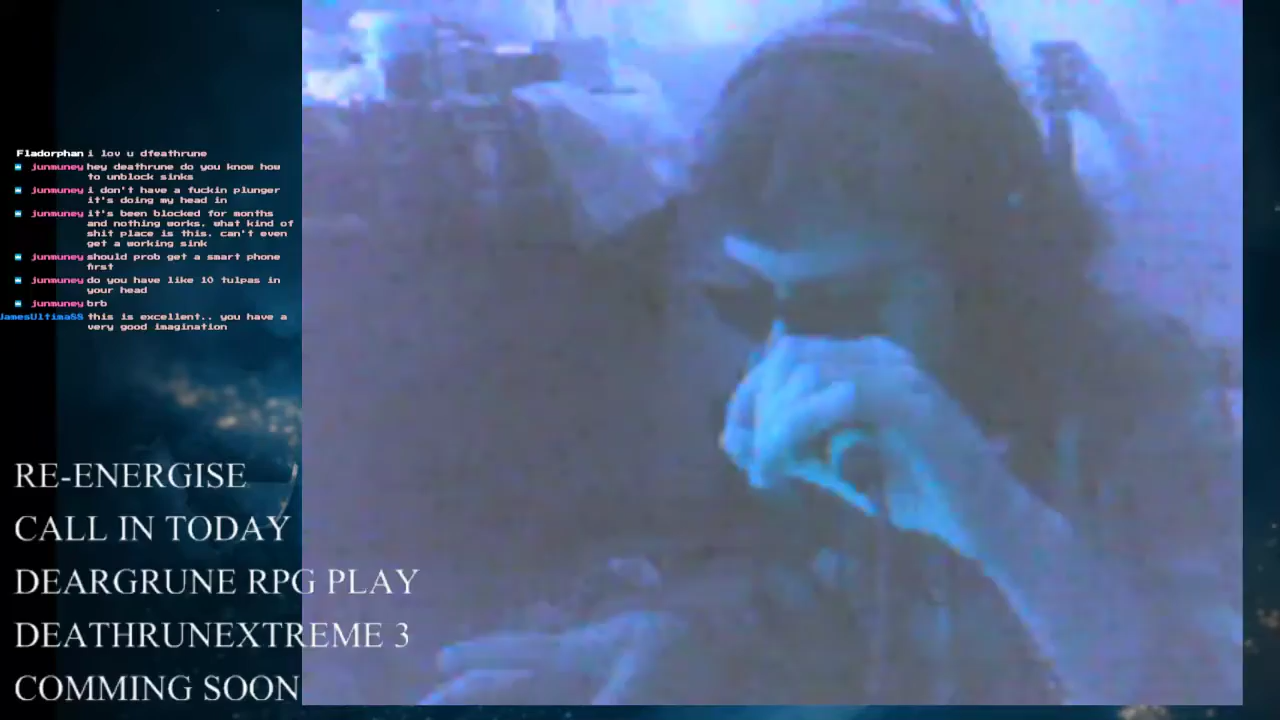 Fladorphan i lov u dfeathrune
junmuney hey deathrune do you know how
to unblock sinks
junmuney i don't have a fuckin plunger
it's doing my head in
junmuney it's been blocked for months
and nothing works. what kind of
shit place is this. can't even
get a working sink
junmuney should prob get a smart phone
first
junmuney do you have like 10 tulpas in
your head
junmuney brb
JamesUltima88 this is excellent.. you have a
very good imagination
RE-ENERGISE
CALL IN TODAY
DEARGRUNE RPG PLAY
DEATHRUNEXTREME 3
COMMING SOON